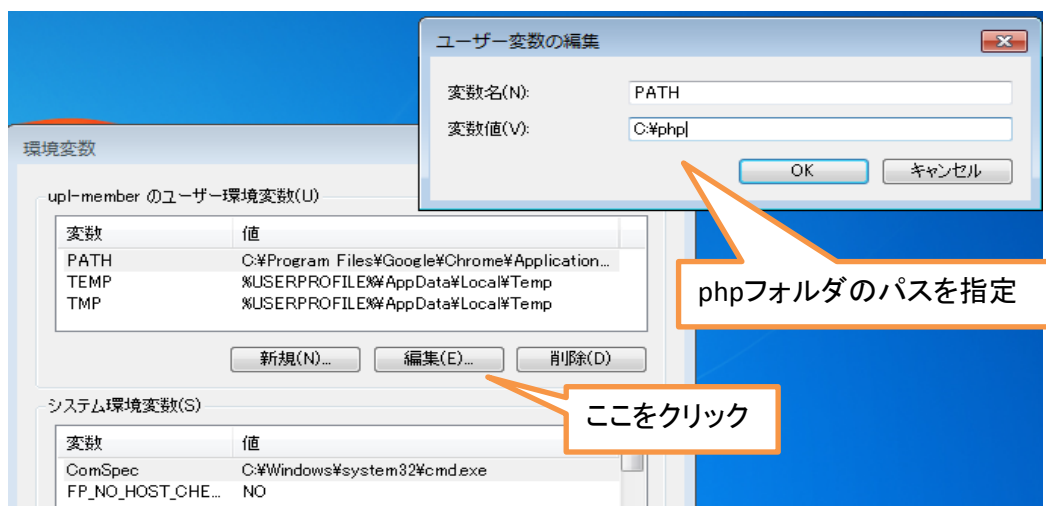 ユーザー変数の編集
変数名(N):
PATH
変数値(V):
C:¥php
OK
キャンセル
phpフォルダのパスを指定
環境変数
upl-member のユーザー環境変数(U)
変数 値
PATH C:¥Program Files¥Google¥Chrome¥Application...
TEMP %USERPROFILE%¥AppData¥Local¥Temp
TMP %USERPROFILE%¥AppData¥Local¥Temp
新規(N)... 編集(E)... 削除(D)
ここをクリック
システム環境変数(S)
変数 値
ComSpec C:¥Windows¥system32¥cmd.exe
FP_NO_HOST_CHE... NO